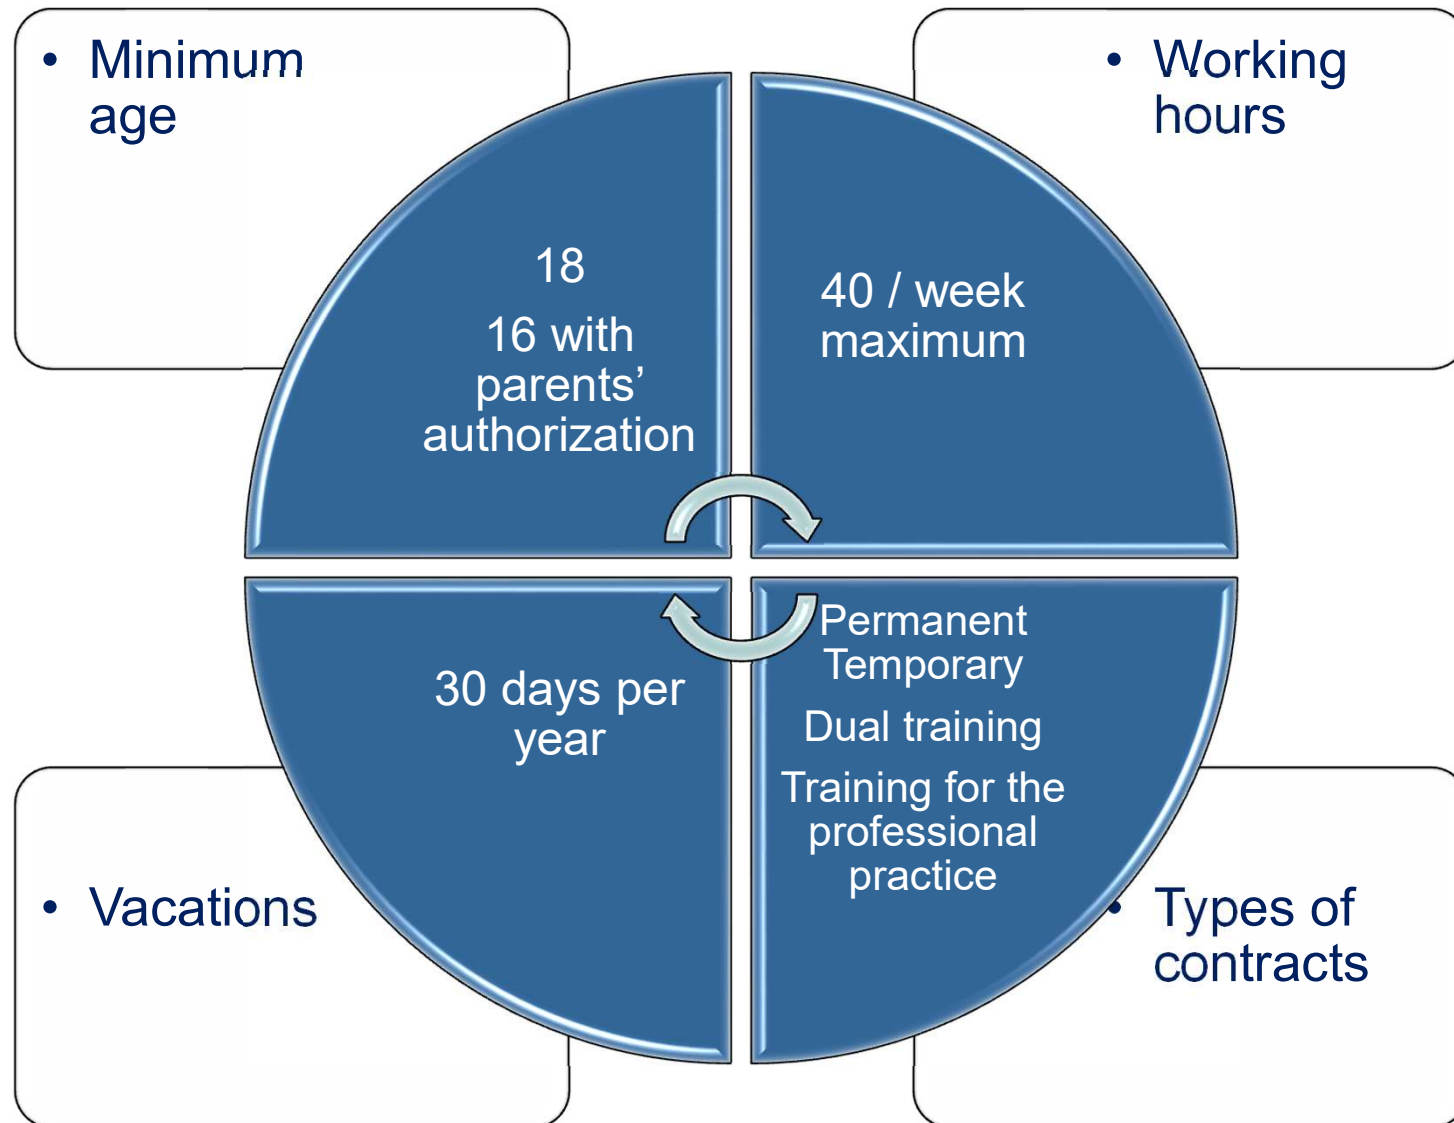 • Minimum
age
18
16 with
parents’
authorization
• Working
hours
40 / week
maximum
• Vacations
30 days per
year
• Types of
contracts
Permanent
Temporary
Dual training
Training for the
professional
practice